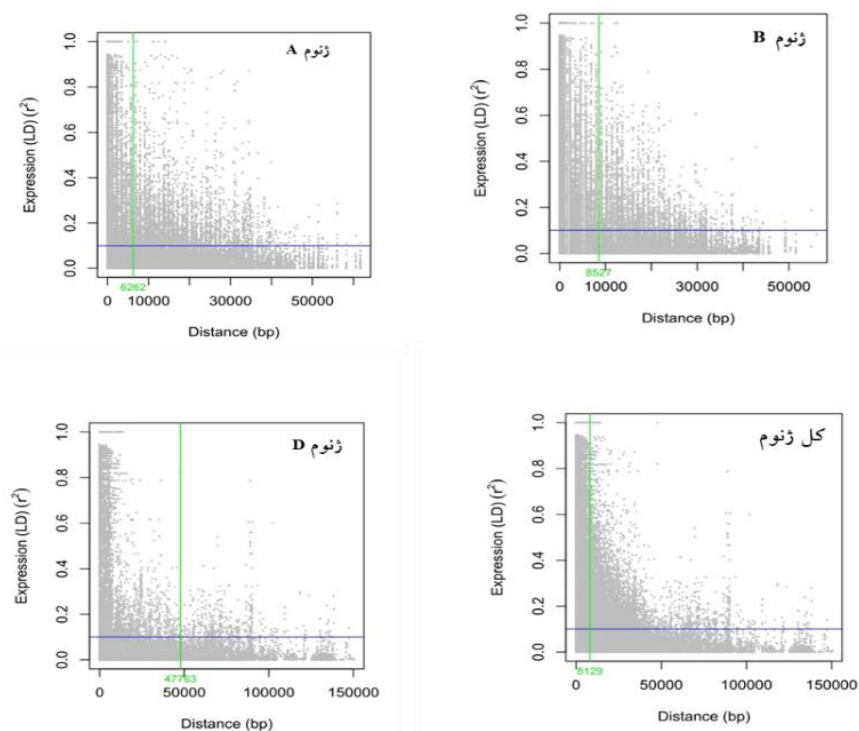 ژنوم A
Expression (LD) (r²)
1.0
0.8
0.6
0.4
0.2
0.0
6262
0 10000 30000 50000
Distance (bp)
ژنوم B
Expression (LD) (r²)
1.0
0.8
0.6
0.4
0.2
0.0
8527
0 10000 30000 50000
Distance (bp)
ژنوم D
Expression (LD) (r²)
1.0
0.8
0.6
0.4
0.2
0.0
0 50000 100000 150000
47763
Distance (bp)
کل ژنوم
Expression (LD) (r²)
1.0
0.8
0.6
0.4
0.2
0.0
8129
0 50000 100000 150000
Distance (bp)